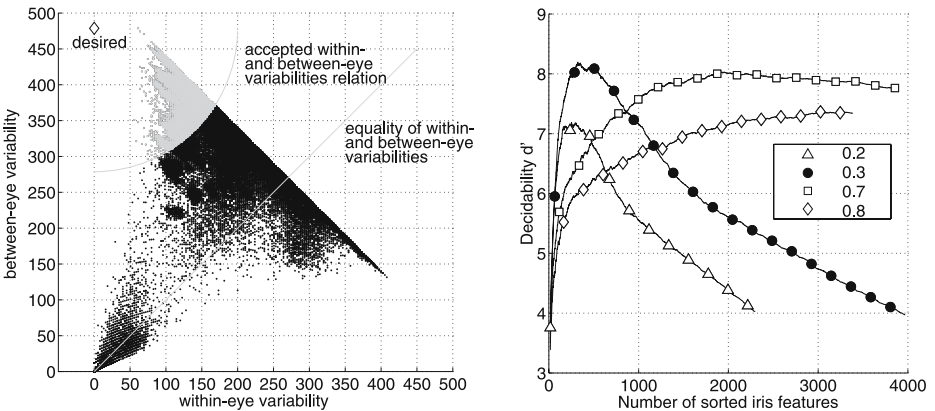 500
450
400
350
300
250
200
150
100
50
0
between-eye variability
desired
accepted within-
and between-eye
variabilities relation
equality of within-
and between-eye
variabilities
0 50 100 150 200 250 300 350 400 450 500
within-eye variability
9
8
7
6
5
4
3
Decidability d'
0.2
0.3
0.7
0.8
0 1000 2000 3000 4000
Number of sorted iris features